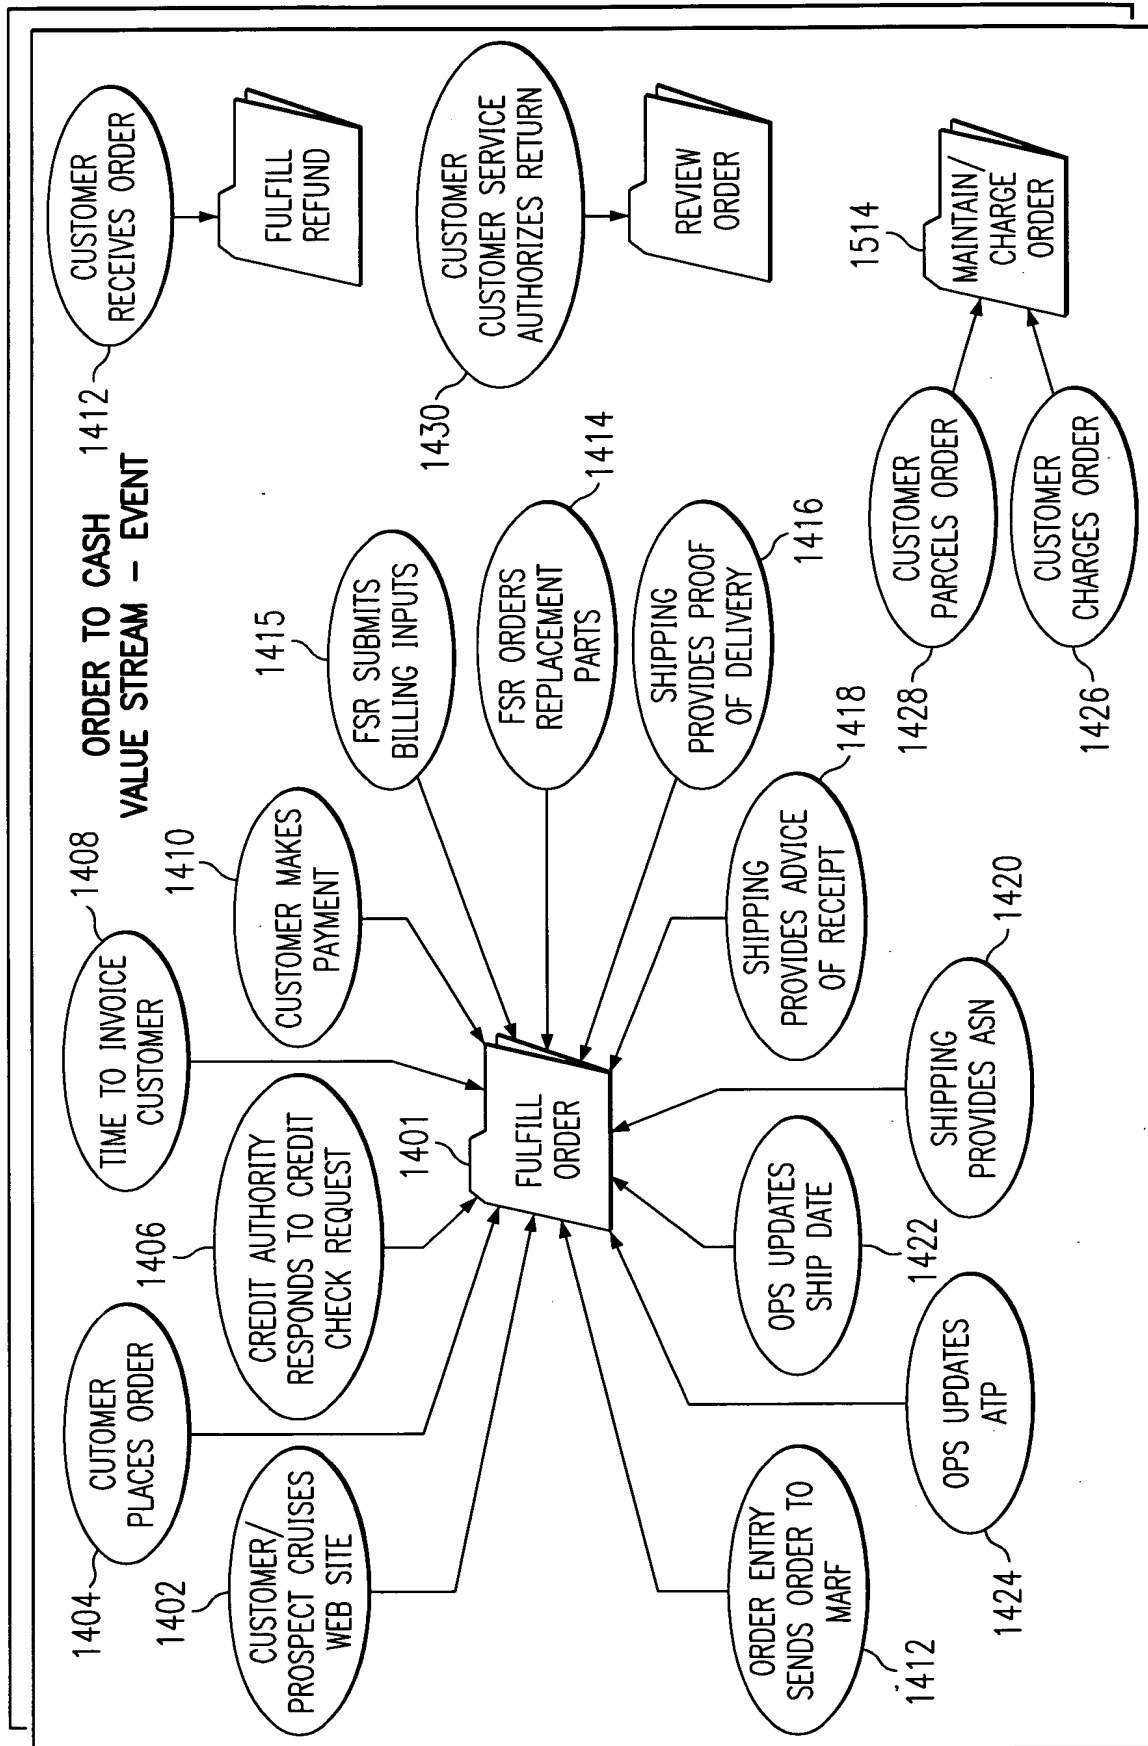 ORDER TO CASH
VALUE STREAM – EVENT
1404
CUTOMER
PLACES ORDER
1402
CUSTOMER/
PROSPECT CRUISES
WEB SITE
1406
CREDIT AUTHORITY
RESPONDS TO CREDIT
CHECK REQUEST
1408
TIME TO INVOICE
CUSTOMER
1410
CUSTOMER MAKES
PAYMENT
1415
FSR SUBMITS
BILLING INPUTS
1414
FSR ORDERS
REPLACEMENT
PARTS
1416
SHIPPING
PROVIDES PROOF
OF DELIVERY
1401
FULFILL
ORDER
1412
ORDER ENTRY
SENDS ORDER TO
MARF
1424
OPS UPDATES
ATP
1422
OPS UPDATES
SHIP DATE
1420
SHIPPING
PROVIDES ASN
1418
SHIPPING
PROVIDES ADVICE
OF RECEIPT
1412
CUSTOMER
RECEIVES ORDER
FULFILL
REFUND
1430
CUSTOMER
CUSTOMER SERVICE
AUTHORIZES RETURN
REVIEW
ORDER
1428
CUSTOMER
PARCELS ORDER
1426
CUSTOMER
CHARGES ORDER
1514
MAINTAIN/
CHARGE
ORDER